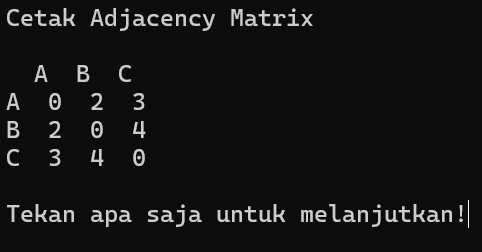 Cetak Adjacency Matrix
A B C
A 0 2 3
B 2 0 4
C 3 4 0
Tekan apa saja untuk melanjutkan!